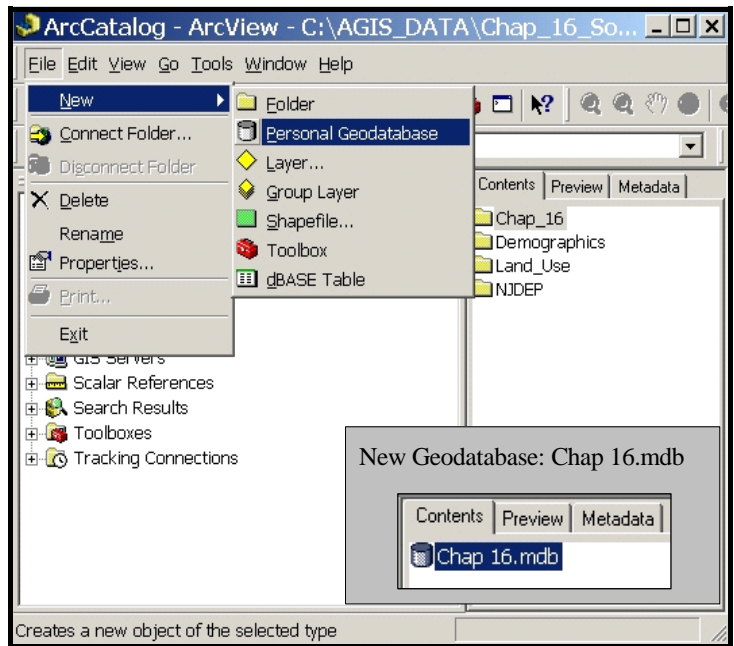 ArcCatalog - ArcView - C:\AGIS_DATA\Chap_16_So...
File Edit View Go Tools Window Help
New
Connect Folder...
Disconnect Folder
Delete
Rename
Properties...
Print...
Exit
Folder
Personal Geodatabase
Layer...
Group Layer
Shapefile...
Toolbox
dBASE Table
Contents Preview Metadata
Chap_16
Demographics
Land_Use
NJDEP
GIS Servers
Scalar References
Search Results
Toolboxes
Tracking Connections
New Geodatabase: Chap 16.mdb
Contents Preview Metadata
Chap 16.mdb
Creates a new object of the selected type